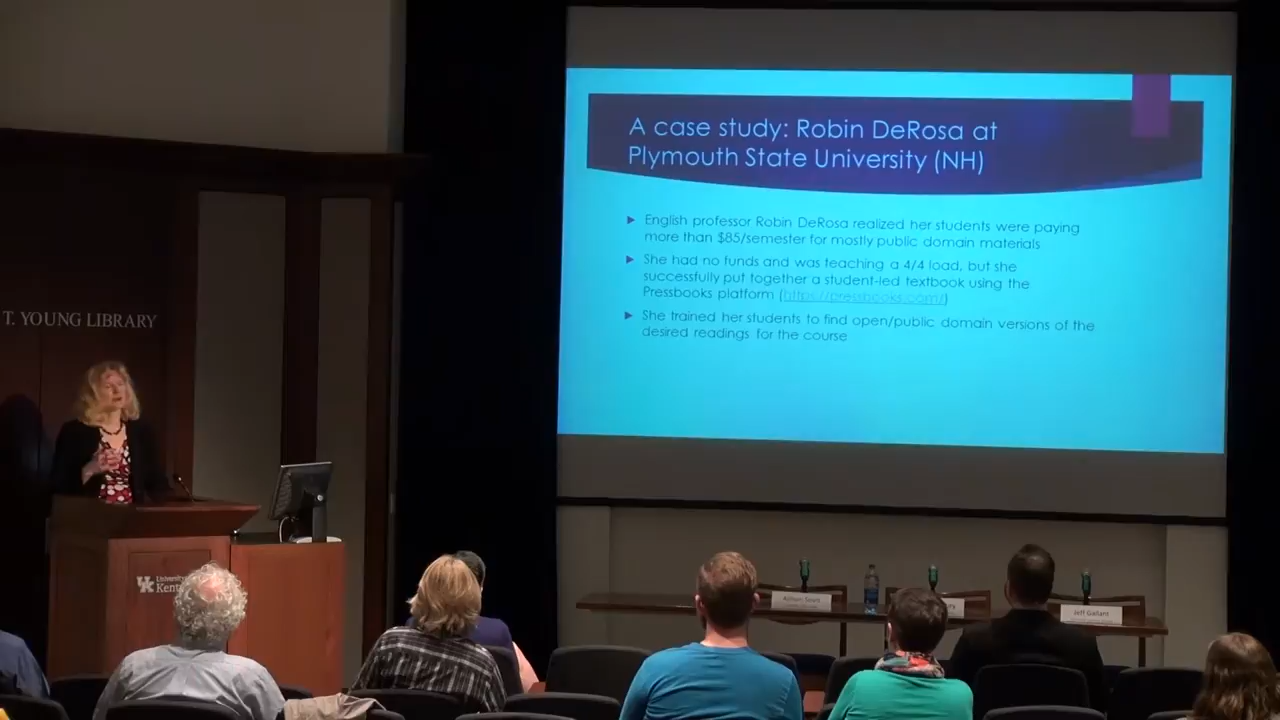 A case study: Robin DeRosa at
Plymouth State University (NH)
▶ English professor Robin DeRosa realized her students were paying
more than $85/semester for mostly public domain materials
▶ She had no funds and was teaching a 4/4 load, but she
successfully put together a student-led textbook using the
Pressbooks platform (https://pressbooks.com/)
▶ She trained her students to find open/public domain versions of the
desired readings for the course
T. YOUNG LIBRARY
UK
Jeff Gallant